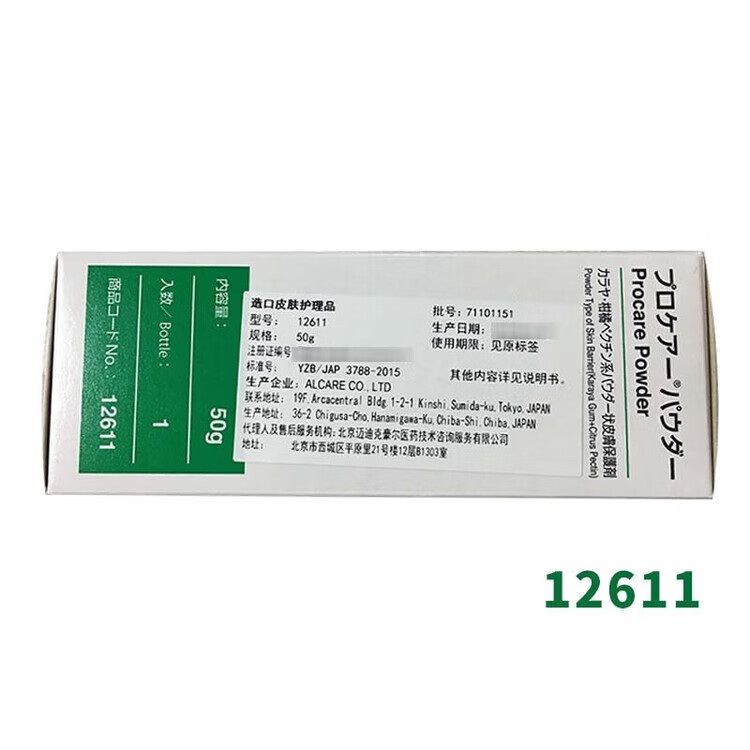 プロケアー®パウダー
Procare Powder
カラヤ・柑橘ペクチン系パウダー状皮膚保護剤
Powder Type of Skin Barrier(Karaya Gum+Citrus Pectin)
内容量: 50g
入数/Bottle: 1
商品コードNo.: 12611
造口皮肤护理品
型号: 12611
规格: 50g
注册证编号
标准号: YZB/JAP 3788-2015
批号: 71101151
生产日期:
使用期限: 见原标签
其他内容详见说明书。
生产企业: ALCARE CO.,LTD
联系地址: 19F.Arcacentral Bldg.1-2-1 Kinshi,Sumida-ku,Tokyo,JAPAN
生产地址: 36-2 Chigusa-Cho,Hanamigawa-Ku,Chiba-Shi,Chiba,JAPAN
代理人及售后服务机构: 北京迈迪克豪尔医药技术咨询服务有限公司
地址: 北京市西城区平原里21号楼12层B1303室
12611